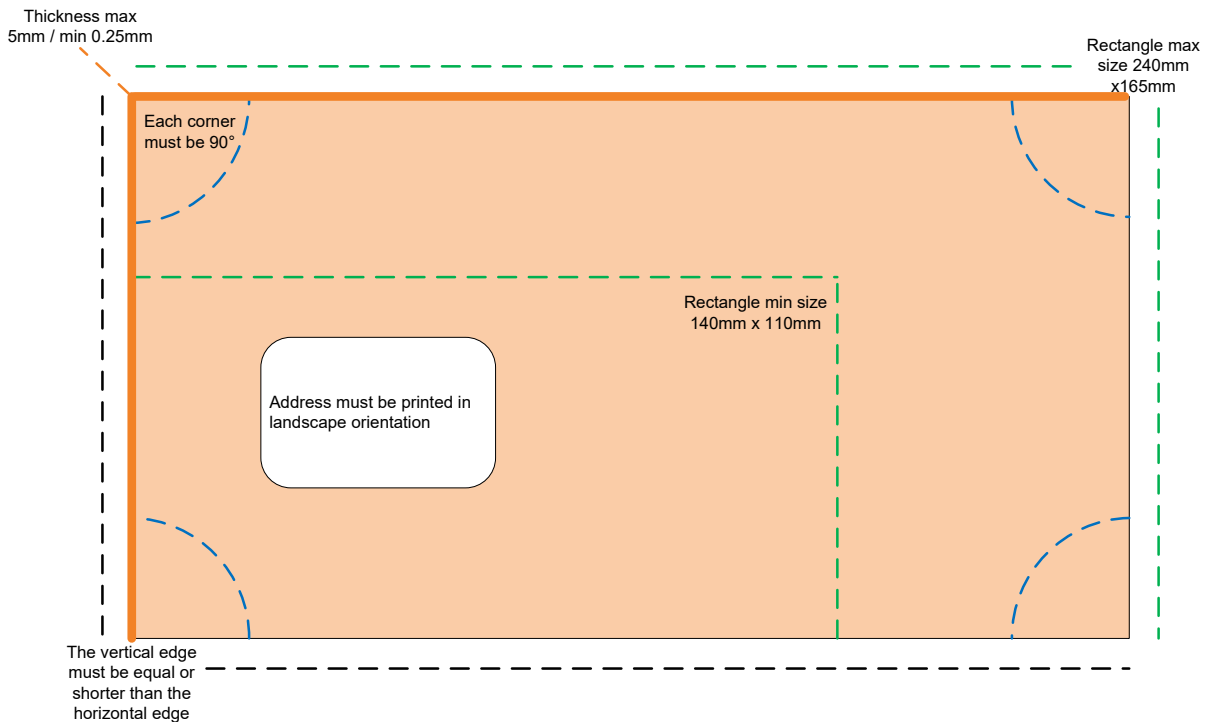 Thickness max
5mm / min 0.25mm
Rectangle max
size 240mm
x165mm
Each corner
must be 90°
Rectangle min size
140mm x 110mm
Address must be printed in
landscape orientation
The vertical edge
must be equal or
shorter than the
horizontal edge